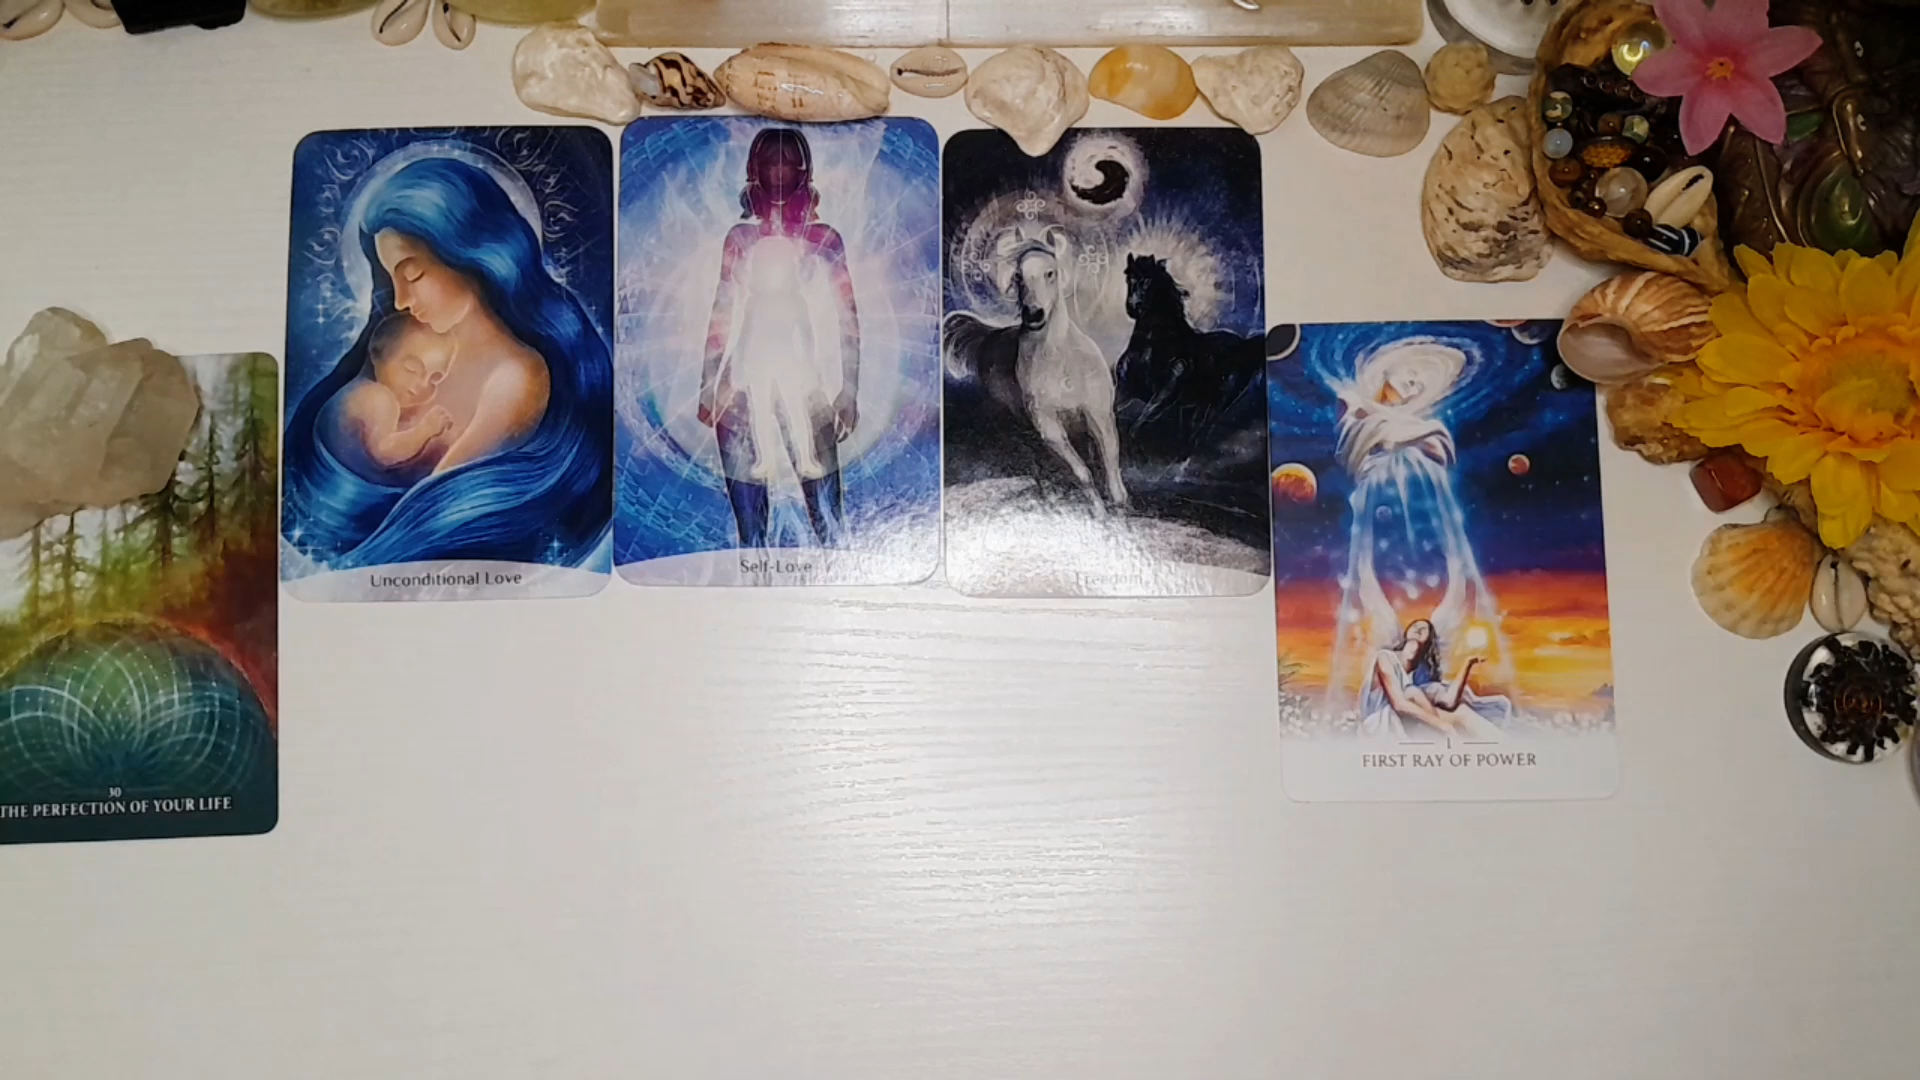 Unconditional Love
Self-Love
Freedom
1
FIRST RAY OF POWER
30
THE PERFECTION OF YOUR LIFE